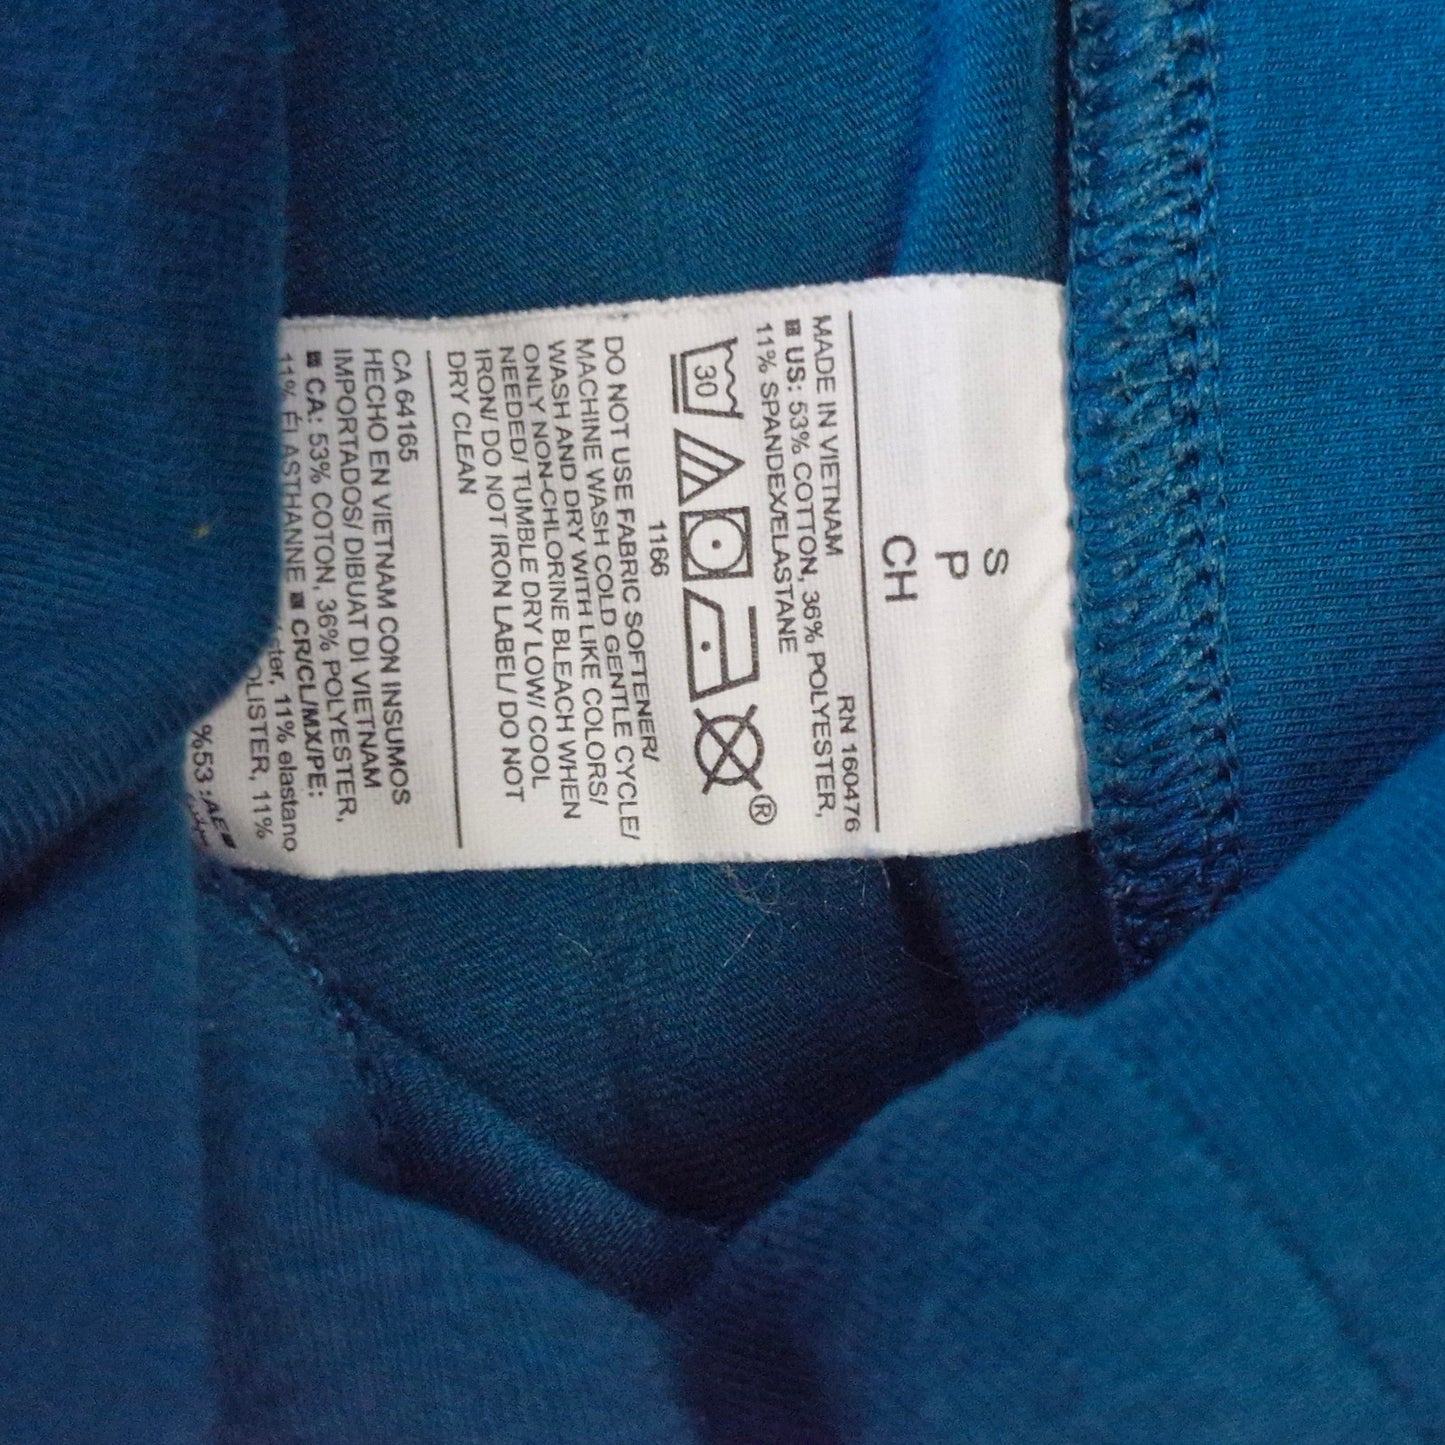 S
P
CH
RN 160476
MADE IN VIETNAM
US: 53% COTTON, 36% POLYESTER,
11% SPANDEX/ELASTANE
30
®
1166
DO NOT USE FABRIC SOFTENER/
MACHINE WASH COLD GENTLE CYCLE/
WASH AND DRY WITH LIKE COLORS/
ONLY NON-CHLORINE BLEACH WHEN
NEEDED/ TUMBLE DRY LOW/ COOL
IRON/ DO NOT IRON LABEL/ DO NOT
DRY CLEAN
CA 64165
HECHO EN VIETNAM CON INSUMOS
IMPORTADOS/ DIBUAT DI VIETNAM
CA: 53% COTON, 36% POLYESTER,
11% ÉLASTHANNE CR/CL/MX/PE:
11% elastano
OLISTER, 11%
%53 :AE